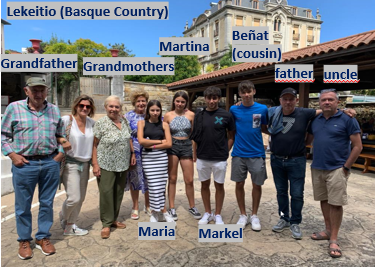 Lekeitio (Basque Country)
Beñat
(cousin)
Martina
Grandfather
Grandmothers
father
uncle
Maria
Markel